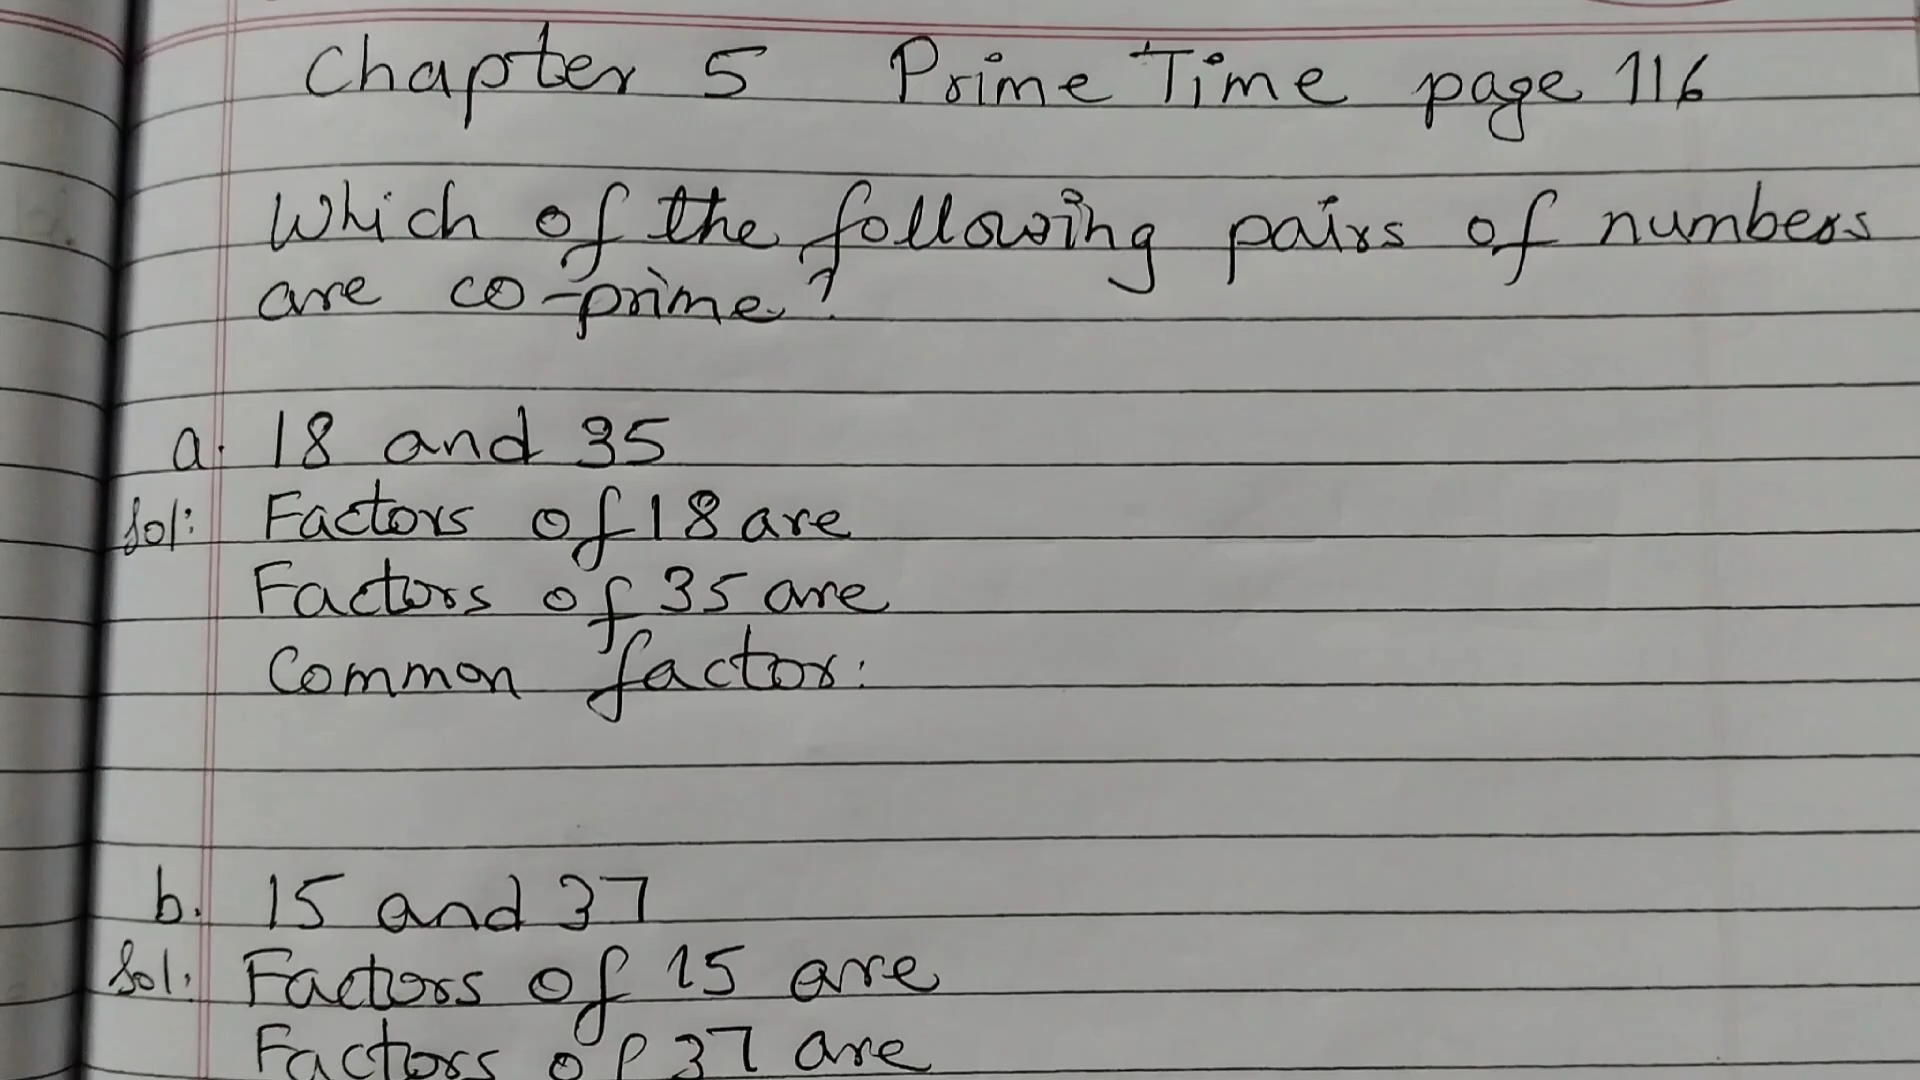 Chapter 5 Prime Time page 116
Which of the following pairs of numbers
are co-prime?
a. 18 and 35
Sol: Factors of 18 are
Factors of 35 are
Common factor:
b. 15 and 37
Sol: Factors of 15 are
Factors of 37 are